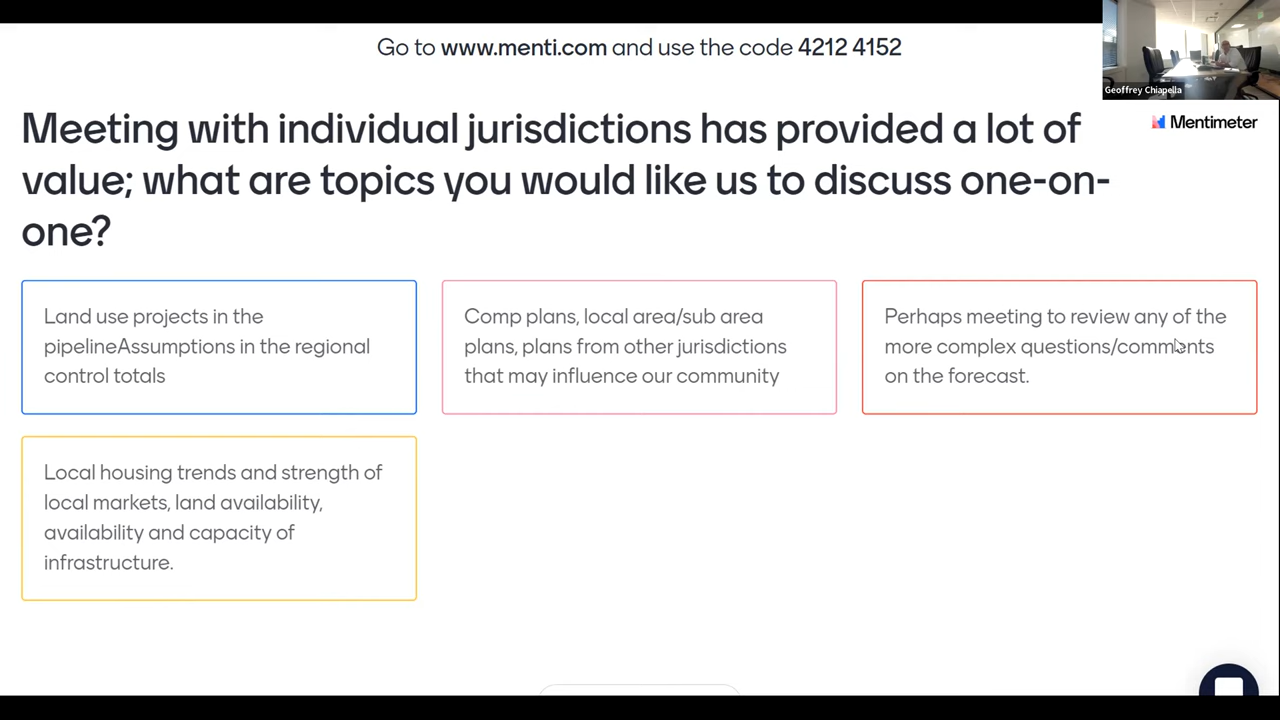 Go to www.menti.com and use the code 4212 4152
Geoffrey Chiapella
Mentimeter
Meeting with individual jurisdictions has provided a lot of
value; what are topics you would like us to discuss one-on-
one?
Land use projects in the
pipelineAssumptions in the regional
control totals
Comp plans, local area/sub area
plans, plans from other jurisdictions
that may influence our community
Perhaps meeting to review any of the
more complex questions/comments
on the forecast.
Local housing trends and strength of
local markets, land availability,
availability and capacity of
infrastructure.